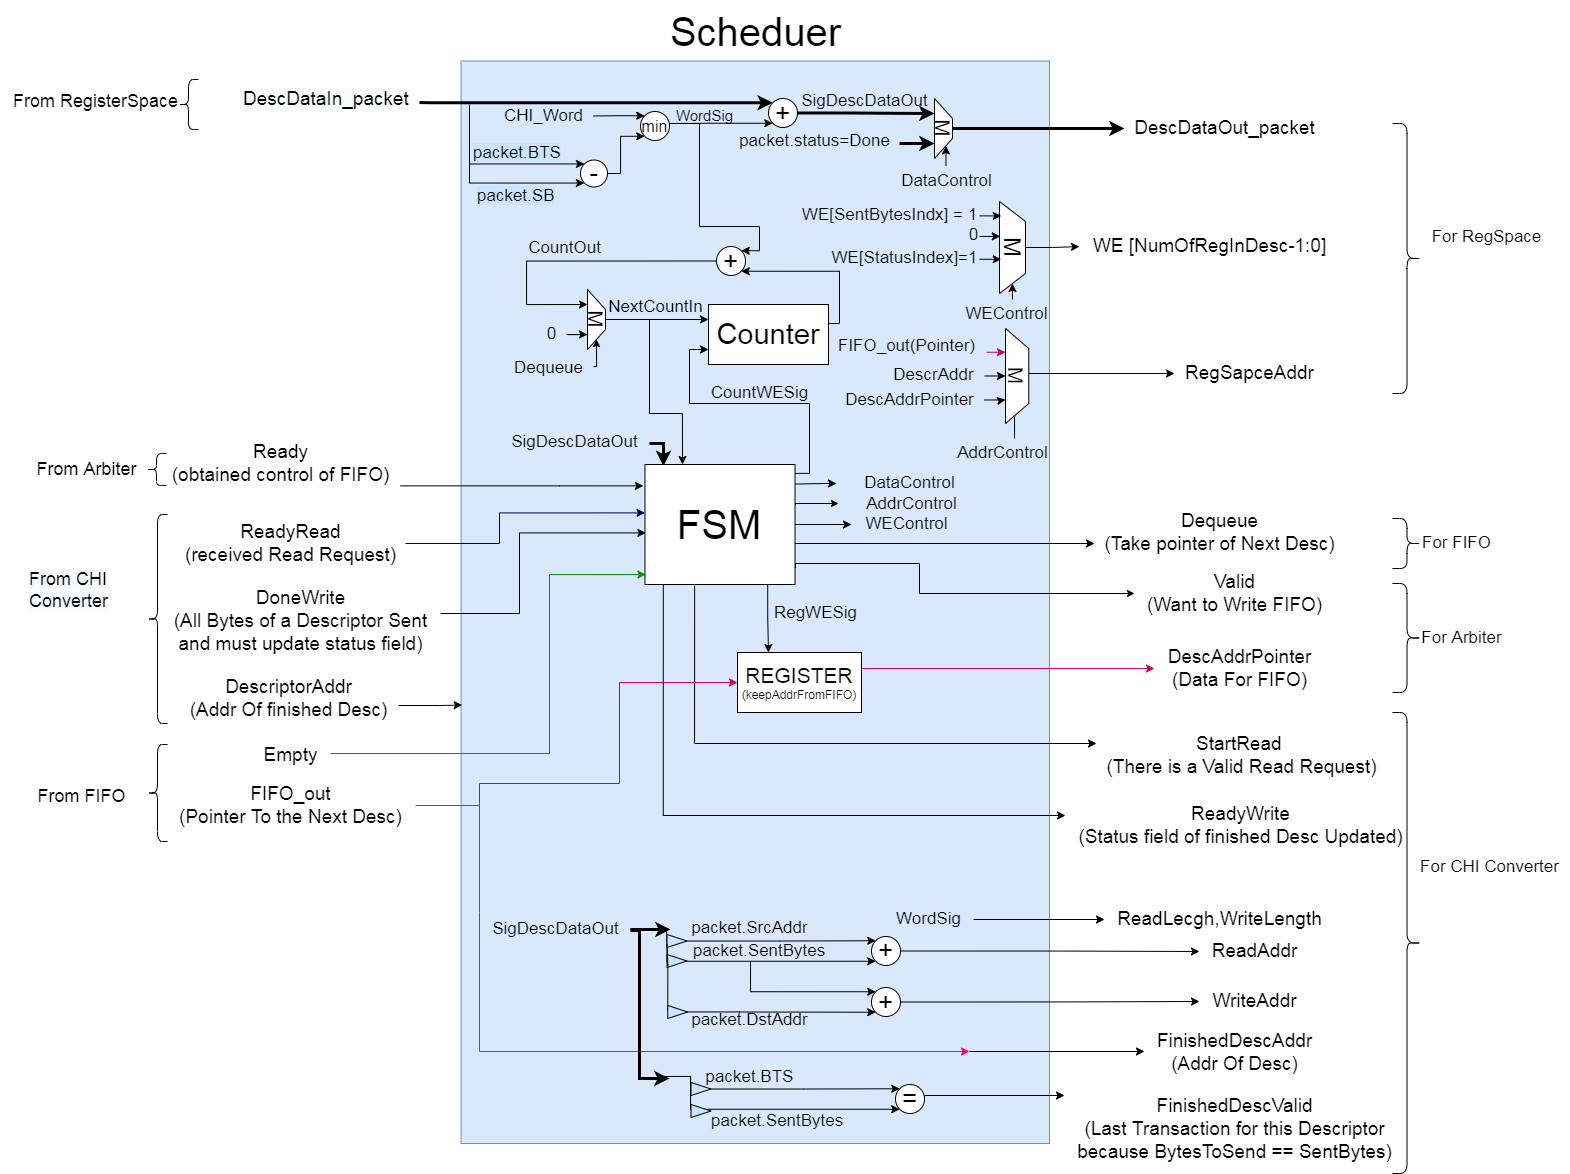 Scheduer
From RegisterSpace
DescDataIn_packet
CHI_Word
min
WordSig
+
SigDescDataOut
packet.status=Done
M
DataControl
DescDataOut_packet
packet.BTS
-
packet.SB
WE[SentBytesIndx] = 1
0
WE[StatusIndex]=1
M
WEControl
WE [NumOfRegInDesc-1:0]
For RegSpace
CountOut
+
NextCountIn
M
0
Dequeue
Counter
CountWESig
FIFO_out(Pointer)
DescrAddr
DescAddrPointer
M
AddrControl
RegSapceAddr
SigDescDataOut
From Arbiter
Ready
(obtained control of FIFO)
FSM
DataControl
AddrControl
WEControl
From CHI
Converter
ReadyRead
(received Read Request)
DoneWrite
(All Bytes of a Descriptor Sent
and must update status field)
DescriptorAddr
(Addr Of finished Desc)
Dequeue
(Take pointer of Next Desc)
For FIFO
Valid
(Want to Write FIFO)
For Arbiter
RegWESig
REGISTER
(keepAddrFromFIFO)
DescAddrPointer
(Data For FIFO)
From FIFO
Empty
FIFO_out
(Pointer To the Next Desc)
StartRead
(There is a Valid Read Request)
ReadyWrite
(Status field of finished Desc Updated)
For CHI Converter
SigDescDataOut
packet.SrcAddr
packet.SentBytes
packet.DstAddr
+
+
WordSig
ReadLecgh,WriteLength
ReadAddr
WriteAddr
FinishedDescAddr
(Addr Of Desc)
packet.BTS
packet.SentBytes
=
FinishedDescValid
(Last Transaction for this Descriptor
because BytesToSend == SentBytes)